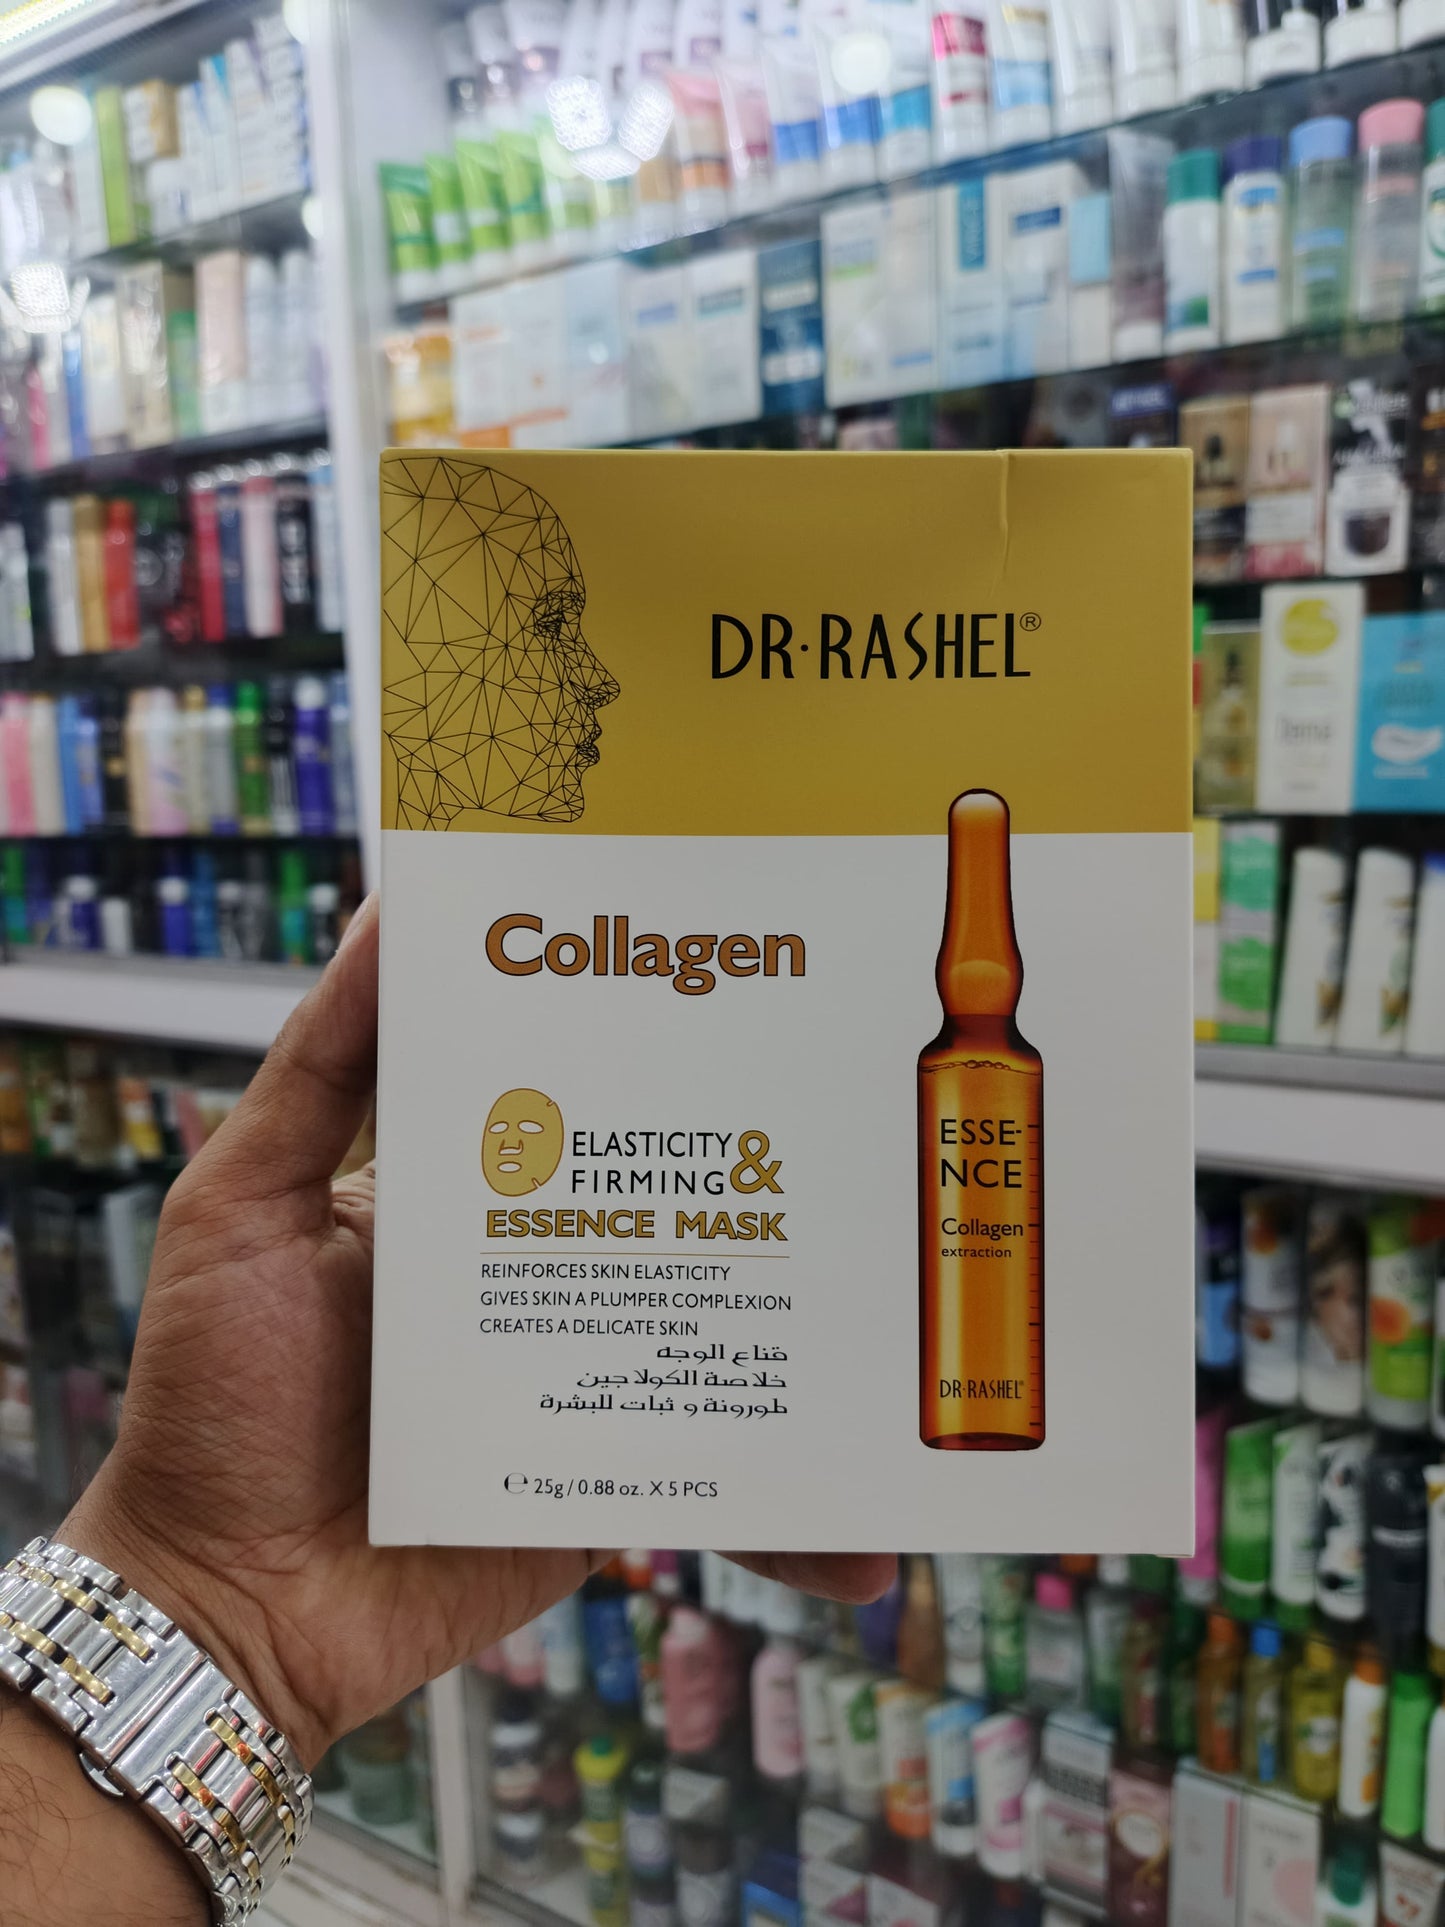 DR·RASHEL®
Collagen
ELASTICITY &
FIRMING
ESSENCE MASK
REINFORCES SKIN ELASTICITY
GIVES SKIN A PLUMPER COMPLEXION
CREATES A DELICATE SKIN
قناع الوجه
خلاصة الكولاجين
طورونة و ثبات للبشرة
℮ 25g / 0.88 oz. X 5 PCS
ESSE-
NCE
Collagen
extraction
DR·RASHEL®